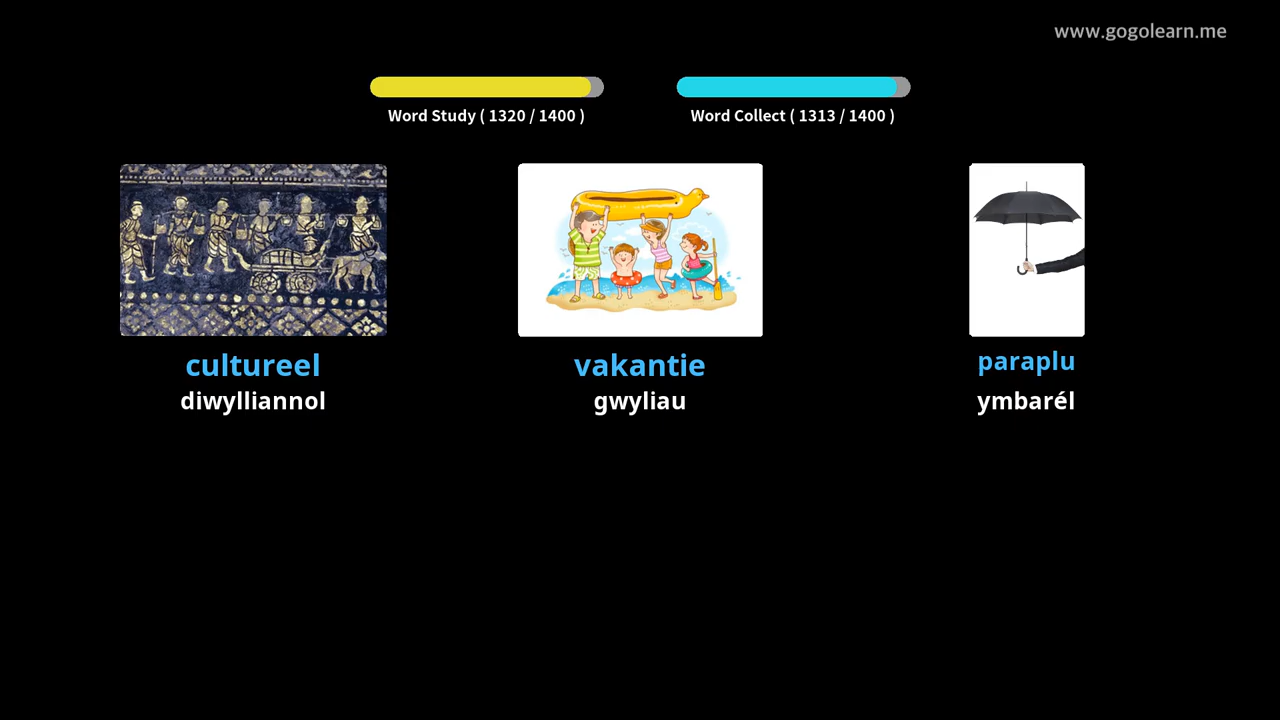 www.gogolearn.me
Word Study ( 1320 / 1400 )
Word Collect ( 1313 / 1400 )
cultureel
diwylliannol
vakantie
gwyliau
paraplu
ymbarél